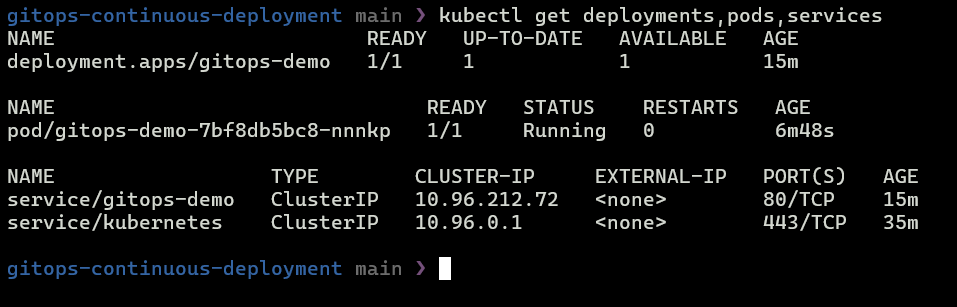 gitops-continuous-deployment main ❯ kubectl get deployments,pods,services
NAME READY UP-TO-DATE AVAILABLE AGE
deployment.apps/gitops-demo 1/1 1 1 15m
NAME READY STATUS RESTARTS AGE
pod/gitops-demo-7bf8db5bc8-nnnkp 1/1 Running 0 6m48s
NAME TYPE CLUSTER-IP EXTERNAL-IP PORT(S) AGE
service/gitops-demo ClusterIP 10.96.212.72 <none> 80/TCP 15m
service/kubernetes ClusterIP 10.96.0.1 <none> 443/TCP 35m
gitops-continuous-deployment main ❯